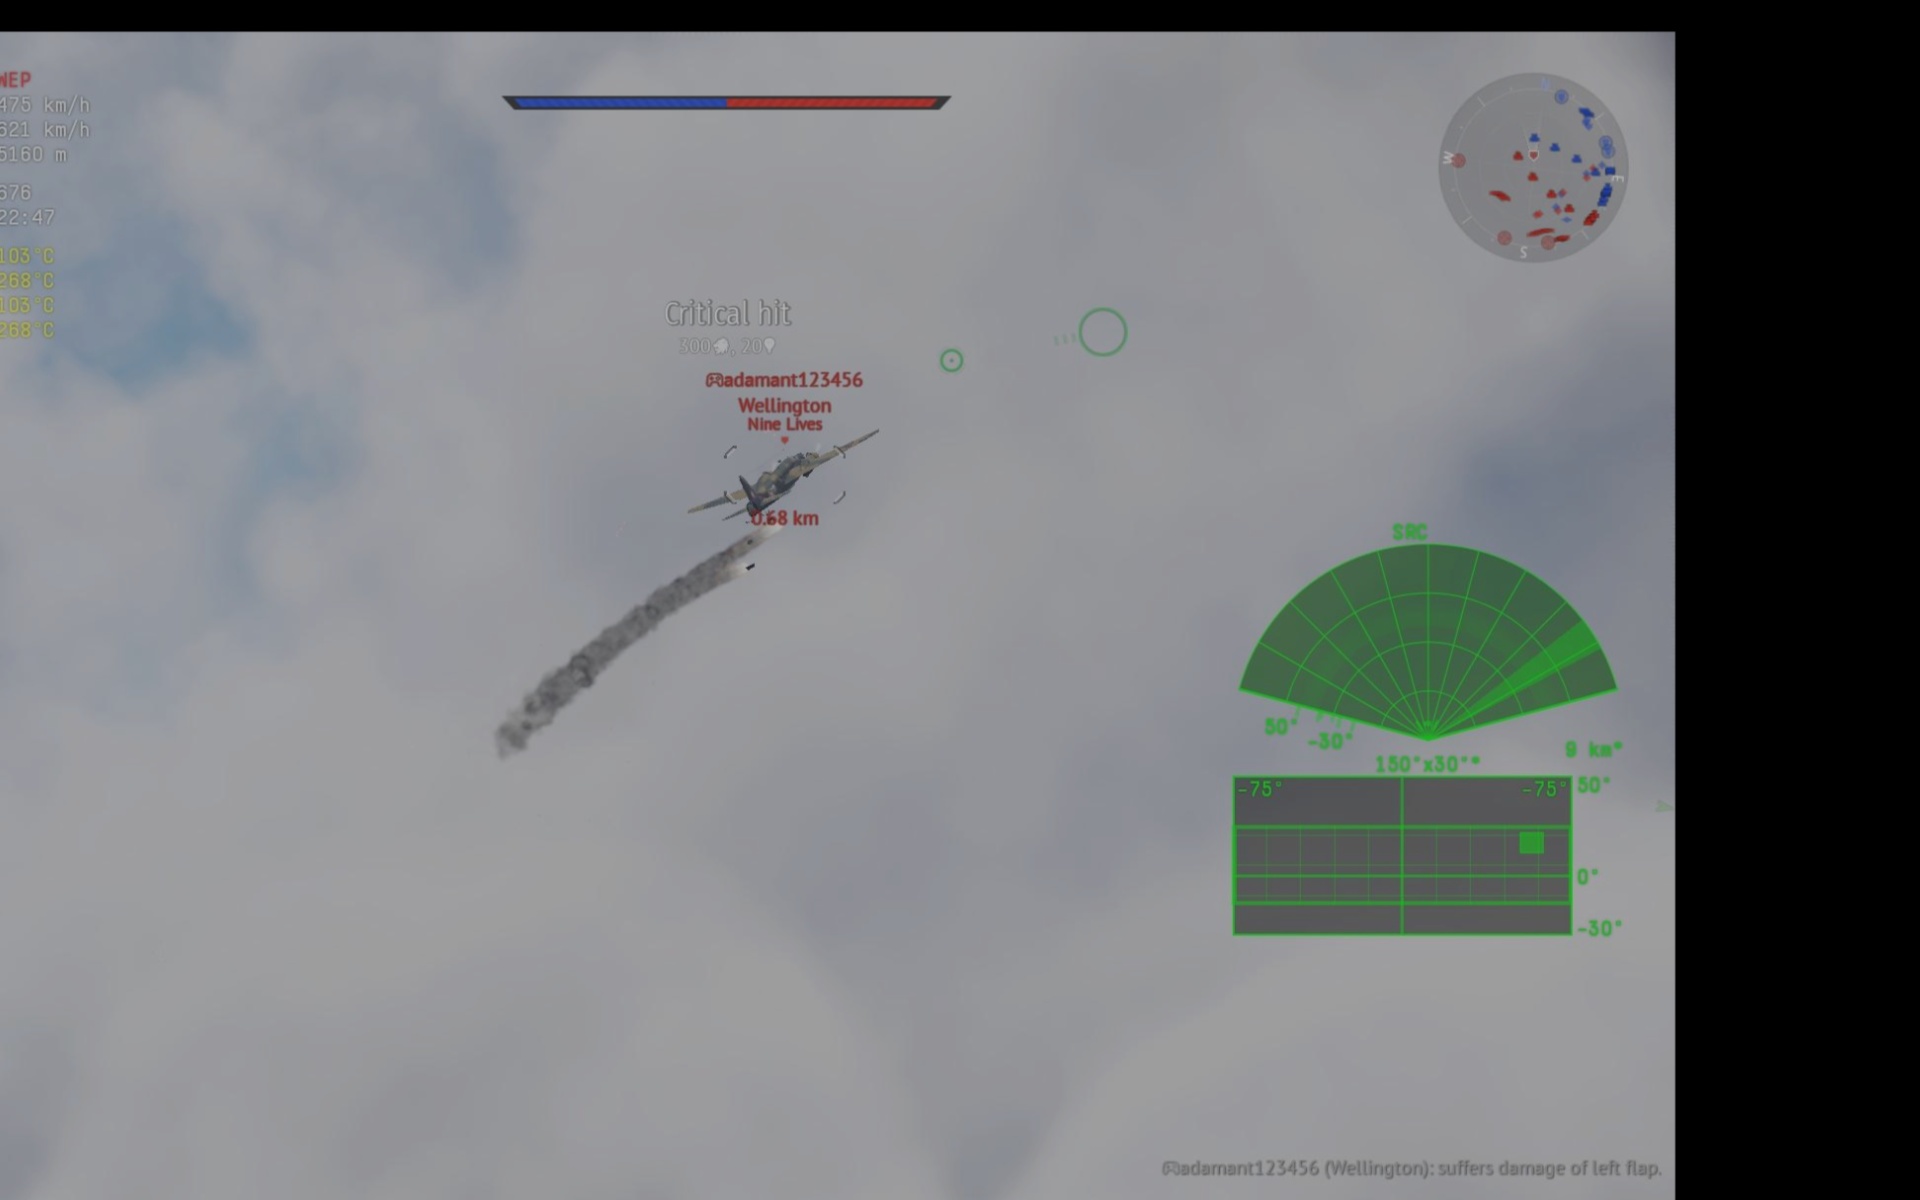 WEP
475 km/h
621 km/h
5160 m
676
22:47
103°C
268°C
103°C
268°C
Critical hit
300, 20
adamant123456
Wellington
Nine Lives
0.68 km
W
E
S
SRC
50°
-30°
9 km*
150°x30°*
-75°
-75°
50°
0°
-30°
adamant123456 (Wellington): suffers damage of left flap.